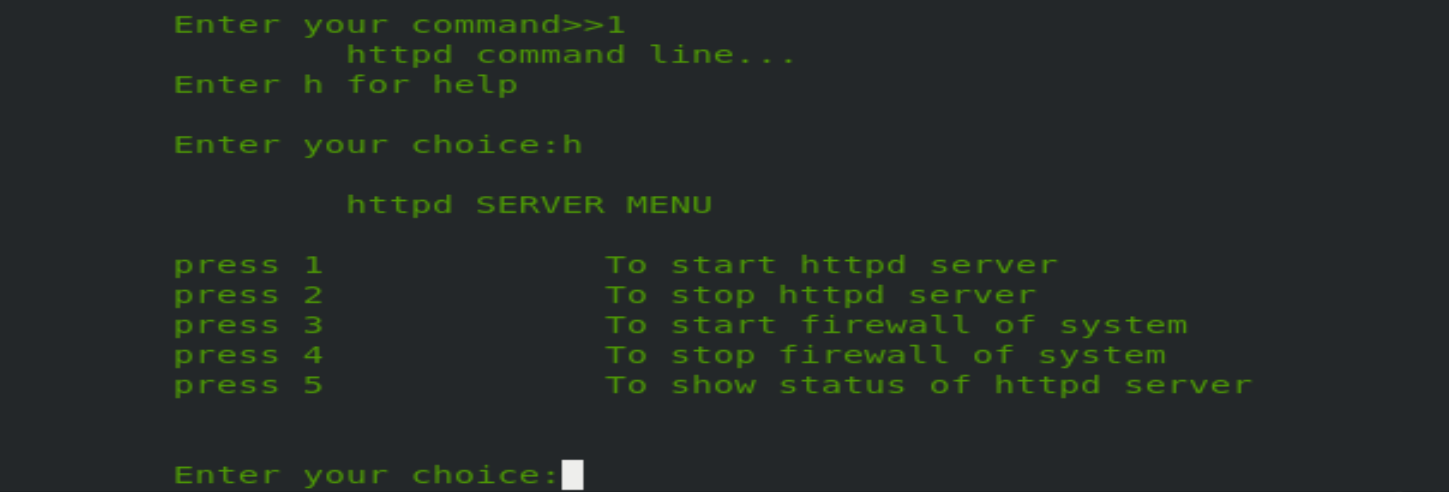 Enter your command>>1
httpd command line...
Enter h for help
Enter your choice:h
httpd SERVER MENU
press 1 To start httpd server
press 2 To stop httpd server
press 3 To start firewall of system
press 4 To stop firewall of system
press 5 To show status of httpd server
Enter your choice: